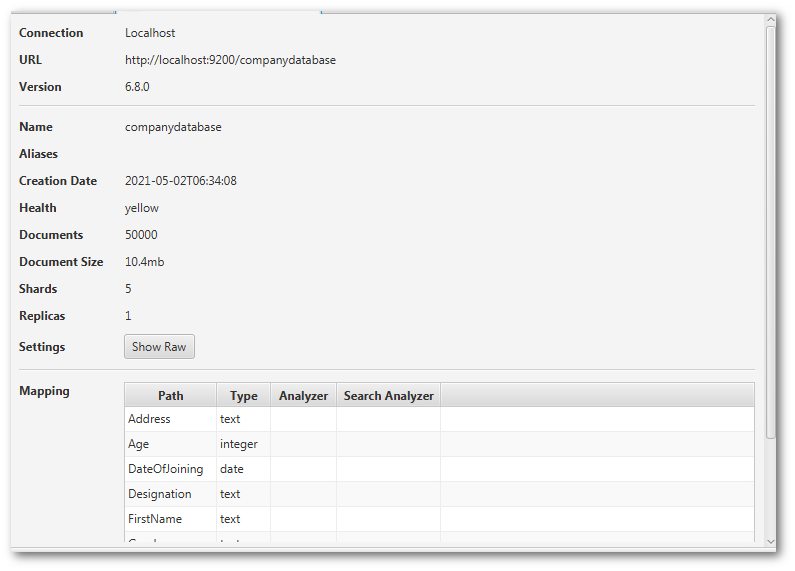 Connection Localhost
URL http://localhost:9200/companydatabase
Version 6.8.0
Name companydatabase
Aliases
Creation Date 2021-05-02T06:34:08
Health yellow
Documents 50000
Document Size 10.4mb
Shards 5
Replicas 1
Settings Show Raw
Mapping Path Type Analyzer Search Analyzer
Address text
Age integer
DateOfJoining date
Designation text
FirstName text